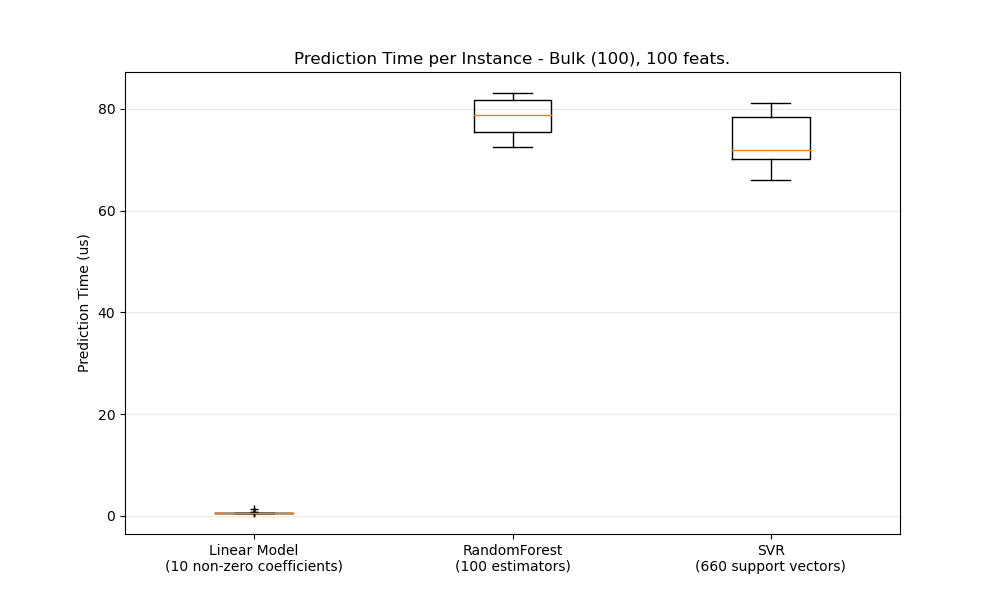 Prediction Time per Instance - Bulk (100), 100 feats.
80
60
40
20
0
Prediction Time (us)
Linear Model
(10 non-zero coefficients)
RandomForest
(100 estimators)
SVR
(660 support vectors)